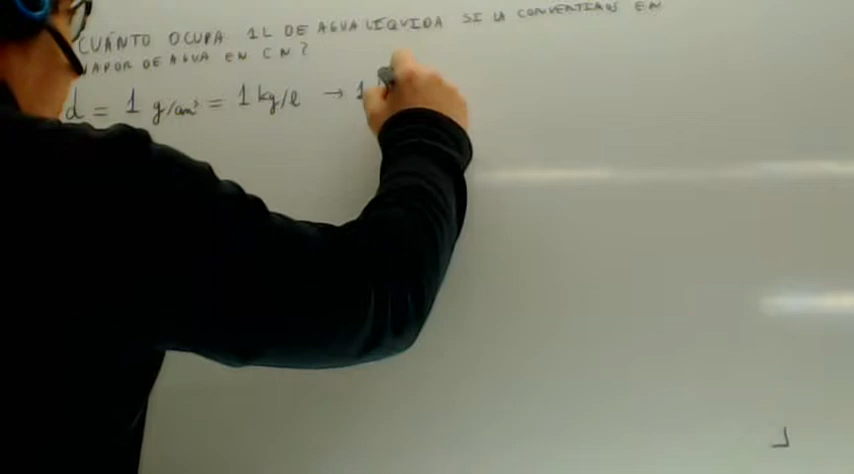 CUÁNTO OCUPA 1L DE AGUA LÍQUIDA SI LA CONVERTIMOS EN
VAPOR DE AGUA EN CN?
d = 1 g/cm³ = 1 kg/l → 1